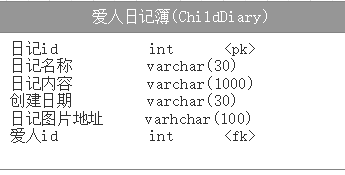 爱人日记簿(ChildDiary)
日记id int <pk>
日记名称 varchar(30)
日记内容 varchar(1000)
创建日期 varchar(30)
日记图片地址 varhchar(100)
爱人id int <fk>